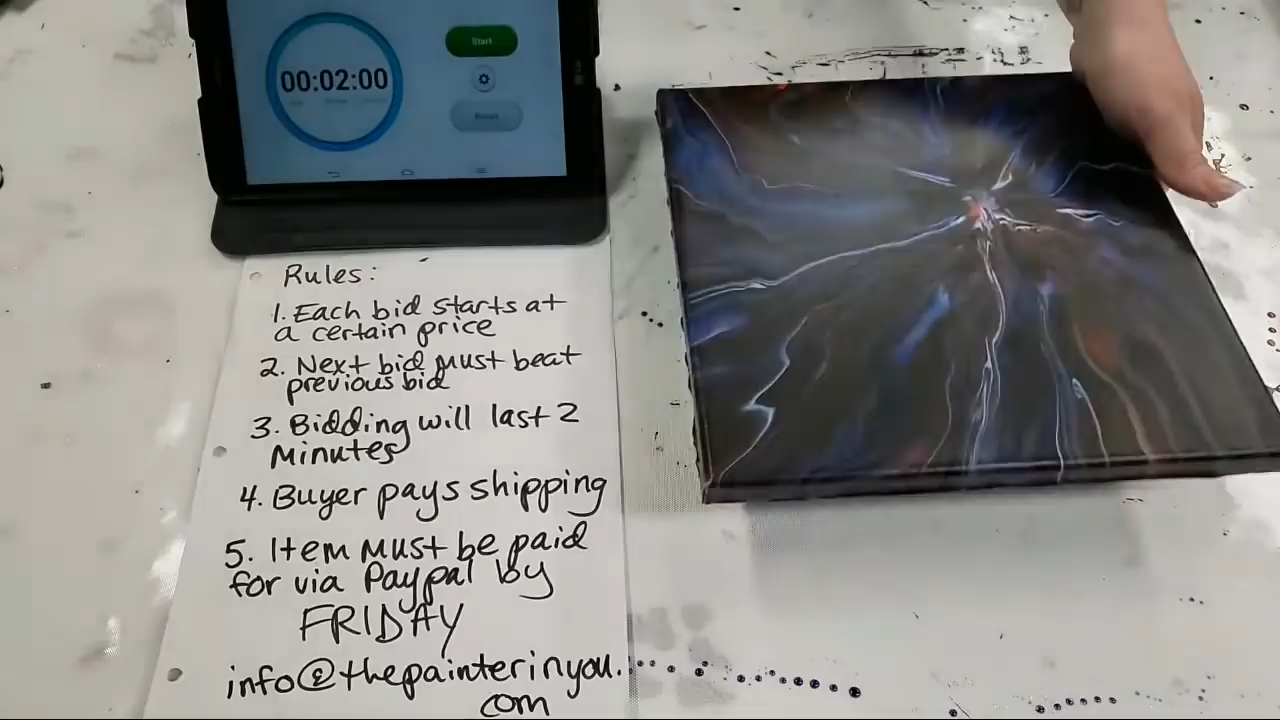 00:02:00
Start
Reset
Rules:
1. Each bid starts at
a certain price
2. Next bid must beat
previous bid
3. Bidding will last 2
Minutes
4. Buyer pays shipping
5. Item must be paid
for via Paypal by
FRIDAY
info@thepainterinyou.
com